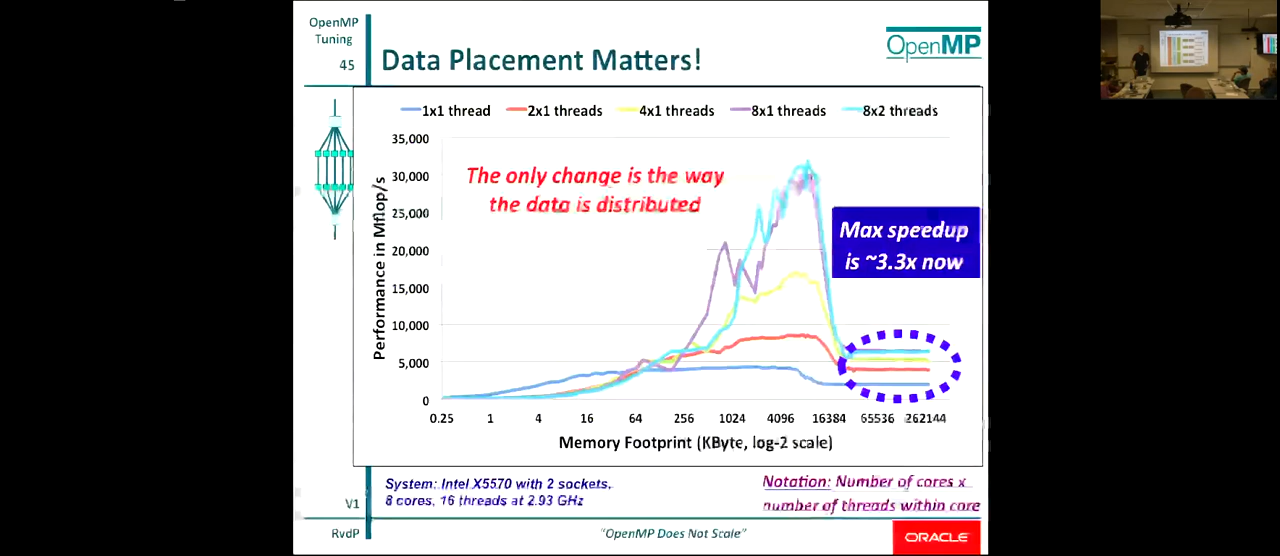 OpenMP
Tuning
45
Data Placement Matters!
OpenMP
1x1 thread
2x1 threads
4x1 threads
8x1 threads
8x2 threads
35,000
30,000
25,000
20,000
15,000
10,000
5,000
0
Performance in Mflop/s
The only change is the way
the data is distributed
Max speedup
is ~3.3x now
0.25 1 4 16 64 256 1024 4096 16384 65536 262144
Memory Footprint (KByte, log-2 scale)
System: Intel X5570 with 2 sockets,
8 cores, 16 threads at 2.93 GHz
Notation: Number of cores x
number of threads within core
V1
RvdP
"OpenMP Does Not Scale"
ORACLE